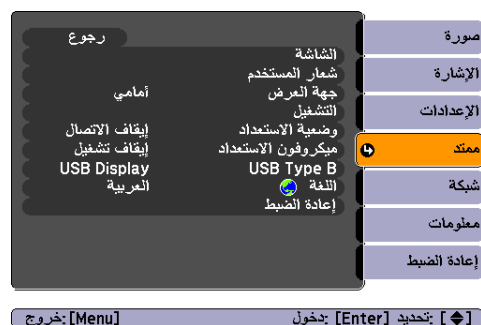 صورة
الإشارة
الإعدادات
ممتد
شبكة
معلومات
إعادة الضبط
رجوع
الشاشة
شعار المستخدم
جهة العرض أمامي
التشغيل
وضعية الاستعداد إيقاف الاتصال
ميكروفون الاستعداد إيقاف تشغيل
USB Type B USB Display
اللغة العربية
إعادة الضبط
[ ] :تحديد [Enter] :دخول [Menu] :خروج